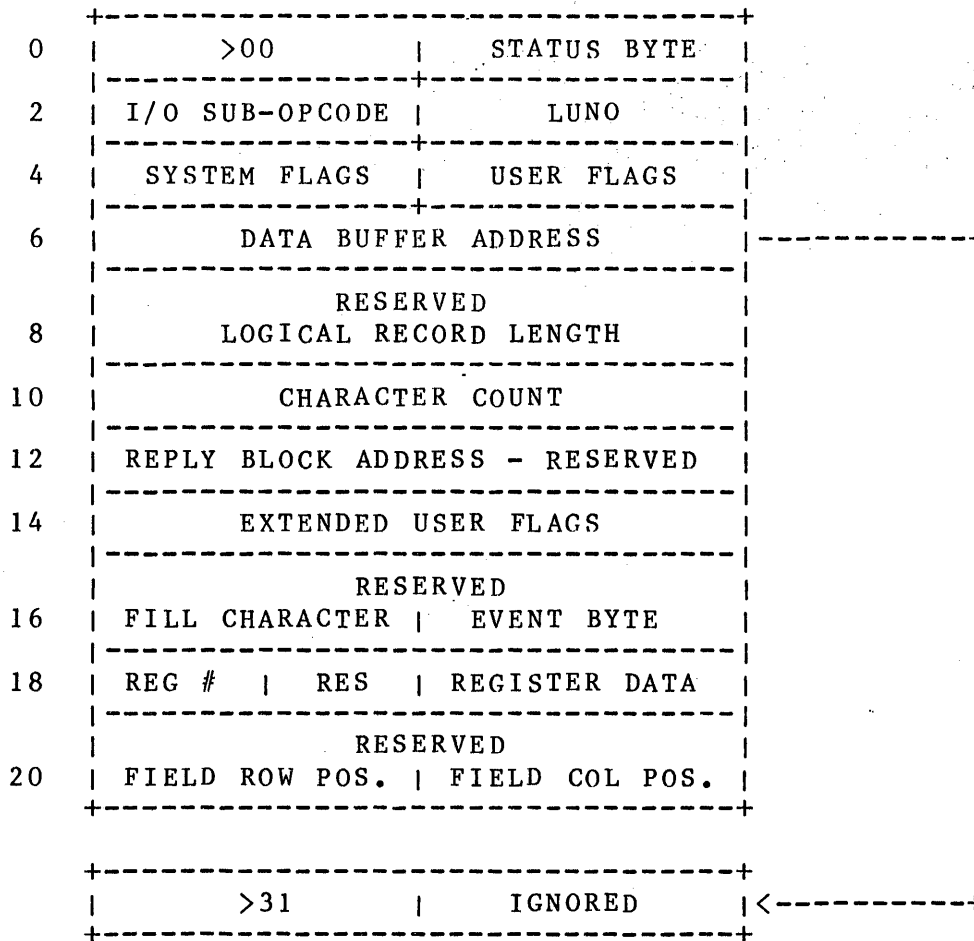 0 >00 | STATUS BYTE
2 I/O SUB-OPCODE | LUNO
4 SYSTEM FLAGS | USER FLAGS
6 DATA BUFFER ADDRESS
RESERVED
8 LOGICAL RECORD LENGTH
10 CHARACTER COUNT
12 REPLY BLOCK ADDRESS - RESERVED
14 EXTENDED USER FLAGS
RESERVED
16 FILL CHARACTER | EVENT BYTE
18 REG # | RES | REGISTER DATA
RESERVED
20 FIELD ROW POS. | FIELD COL POS.
>31 | IGNORED